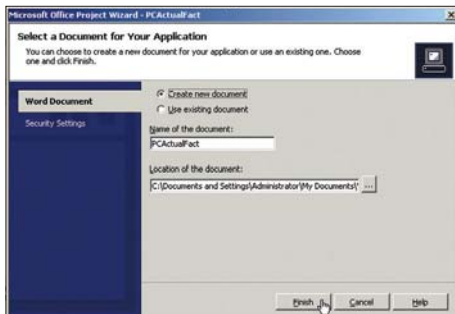 Microsoft Office Project Wizard - PCActualFact
Select a Document for Your Application
You can choose to create a new document for your application or use an existing one. Choose
one and click Finish.
Word Document
Security Settings
Create new document
Use existing document
Name of the document:
PCActualFact
Location of the document:
C:\Documents and Settings\Administrator\My Documents\ ...
Finish
Cancel
Help